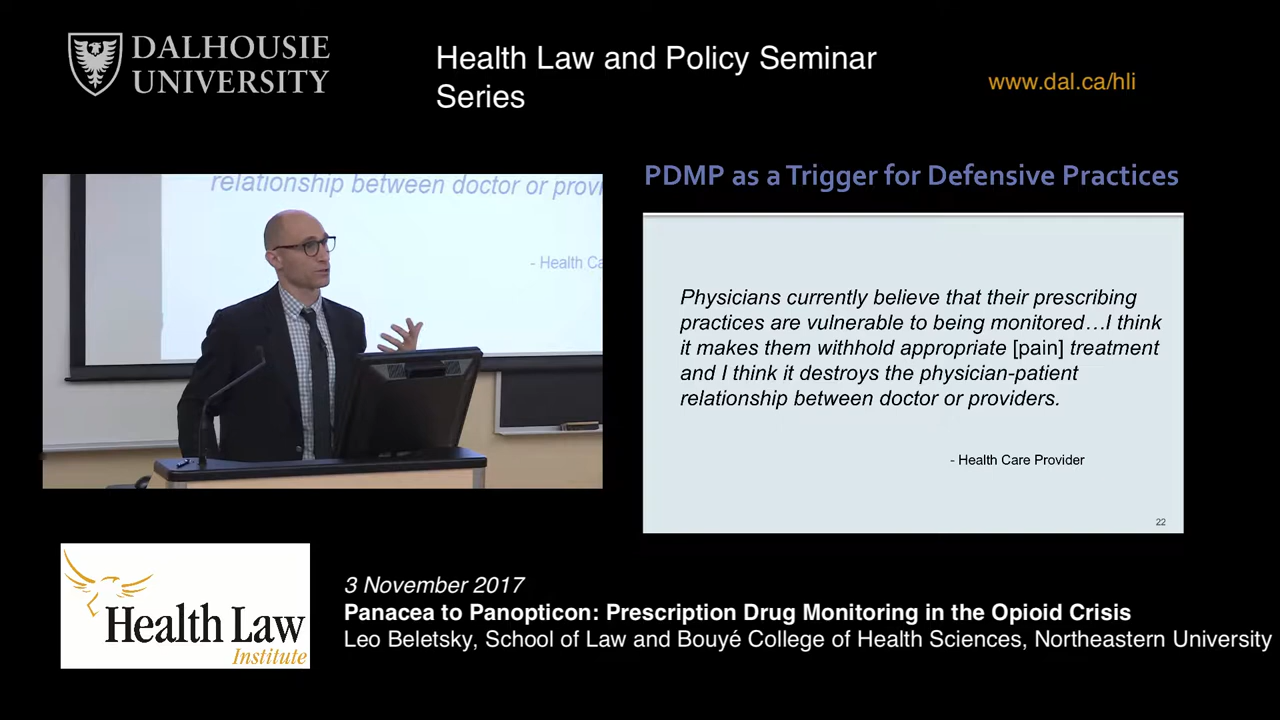 DALHOUSIE
UNIVERSITY
Health Law and Policy Seminar
Series
www.dal.ca/hli
relationship between doctor or provi
- Health Ca
PDMP as a Trigger for Defensive Practices
Physicians currently believe that their prescribing
practices are vulnerable to being monitored…I think
it makes them withhold appropriate [pain] treatment
and I think it destroys the physician-patient
relationship between doctor or providers.
- Health Care Provider
22
Health Law
Institute
3 November 2017
Panacea to Panopticon: Prescription Drug Monitoring in the Opioid Crisis
Leo Beletsky, School of Law and Bouyé College of Health Sciences, Northeastern University